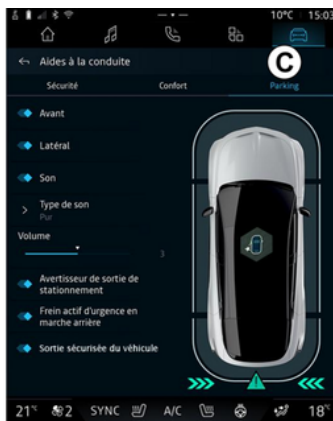 10°C 15:03
Aides à la conduite
C
Sécurité Confort Parking
Avant
Latéral
Son
Type de son
Pur
Volume
3
Avertisseur de sortie de
stationnement
Frein actif d'urgence en
marche arrière
Sortie sécurisée du véhicule
21°C 2 SYNC A/C 18°